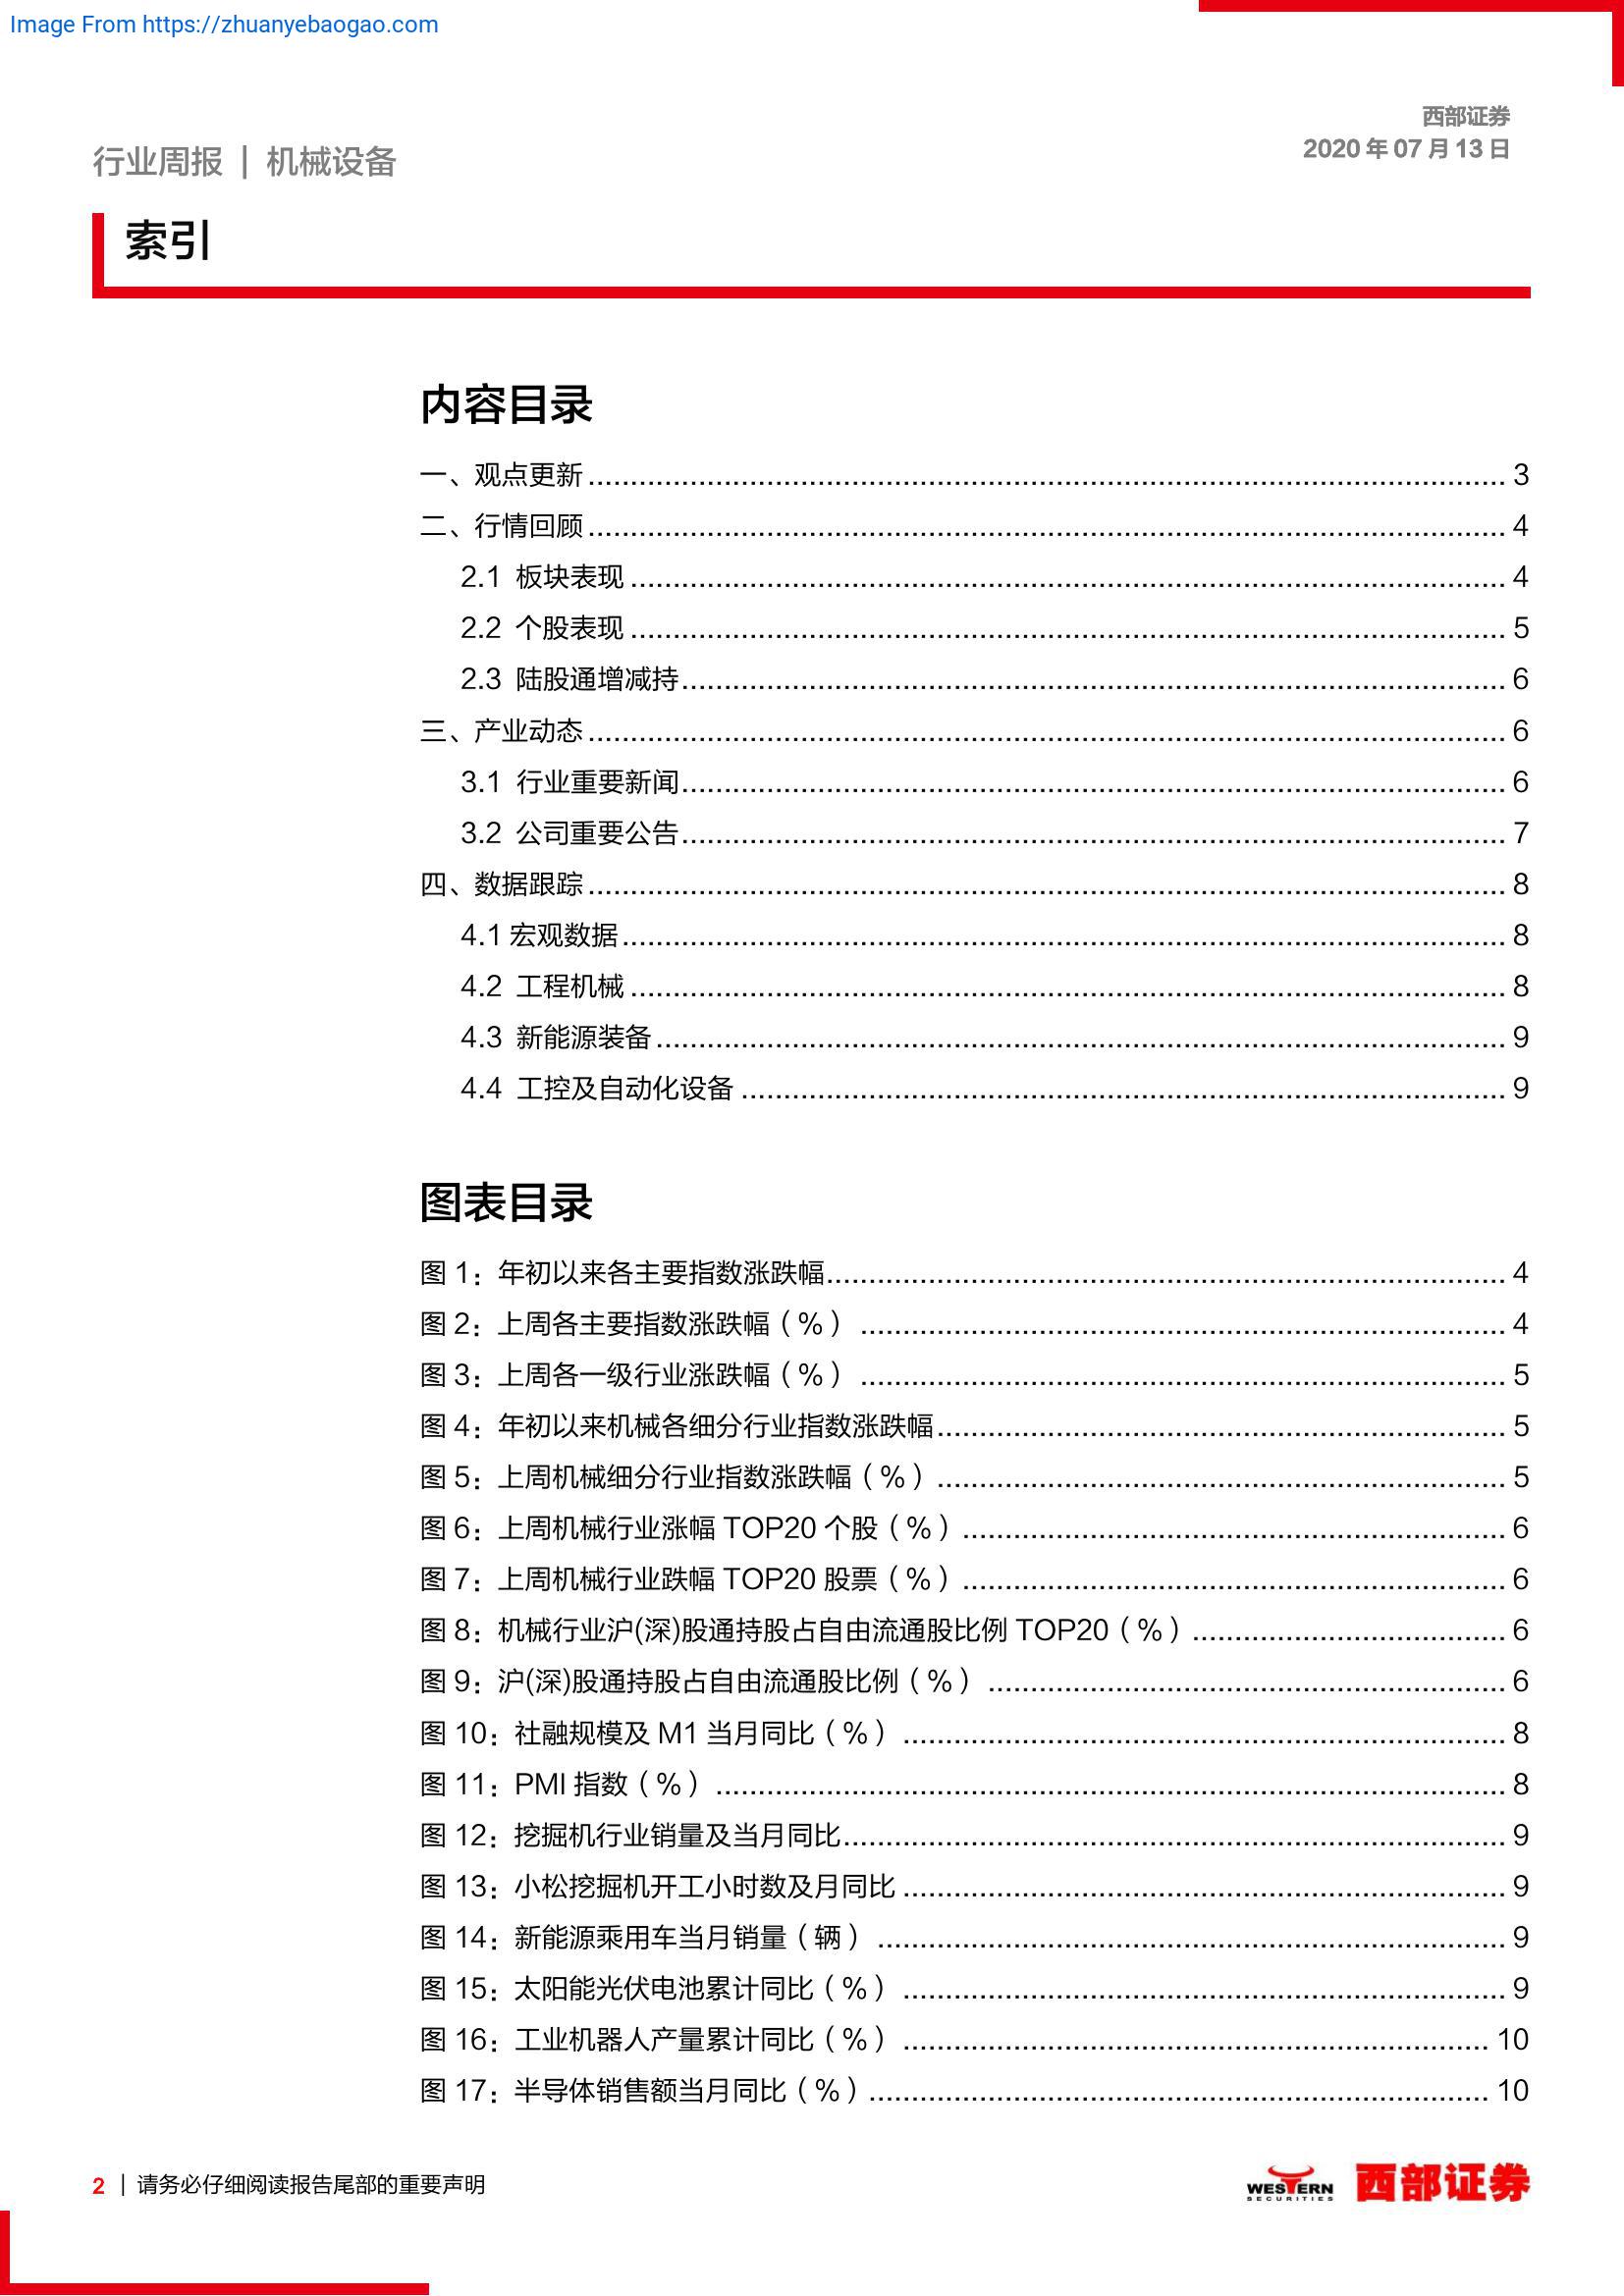 Image From https://zhuanyebaogao.com
西部证券
2020 年 07 月 13 日
行业周报 | 机械设备
索引
内容目录
一、观点更新 ........ 3
二、行情回顾 ........ 4
2.1 板块表现 ........ 4
2.2 个股表现 ........ 5
2.3 陆股通增减持 ........ 6
三、产业动态 ........ 6
3.1 行业重要新闻 ........ 6
3.2 公司重要公告 ........ 7
四、数据跟踪 ........ 8
4.1 宏观数据 ........ 8
4.2 工程机械 ........ 8
4.3 新能源装备 ........ 9
4.4 工控及自动化设备 ........ 9
图表目录
图 1：年初以来各主要指数涨跌幅 ........ 4
图 2：上周各主要指数涨跌幅（%） ........ 4
图 3：上周各一级行业涨跌幅（%） ........ 5
图 4：年初以来机械各细分行业指数涨跌幅 ........ 5
图 5：上周机械细分行业指数涨跌幅（%） ........ 5
图 6：上周机械行业涨幅 TOP20 个股（%） ........ 6
图 7：上周机械行业跌幅 TOP20 股票（%） ........ 6
图 8：机械行业沪(深)股通持股占自由流通股比例 TOP20（%） ........ 6
图 9：沪(深)股通持股占自由流通股比例（%） ........ 6
图 10：社融规模及 M1 当月同比（%） ........ 8
图 11：PMI 指数（%） ........ 8
图 12：挖掘机行业销量及当月同比 ........ 9
图 13：小松挖掘机开工小时数及月同比 ........ 9
图 14：新能源乘用车当月销量（辆） ........ 9
图 15：太阳能光伏电池累计同比（%） ........ 9
图 16：工业机器人产量累计同比（%） ........ 10
图 17：半导体销售额当月同比（%） ........ 10
2 | 请务必仔细阅读报告尾部的重要声明
WESTERN
SECURITIES
西部证券